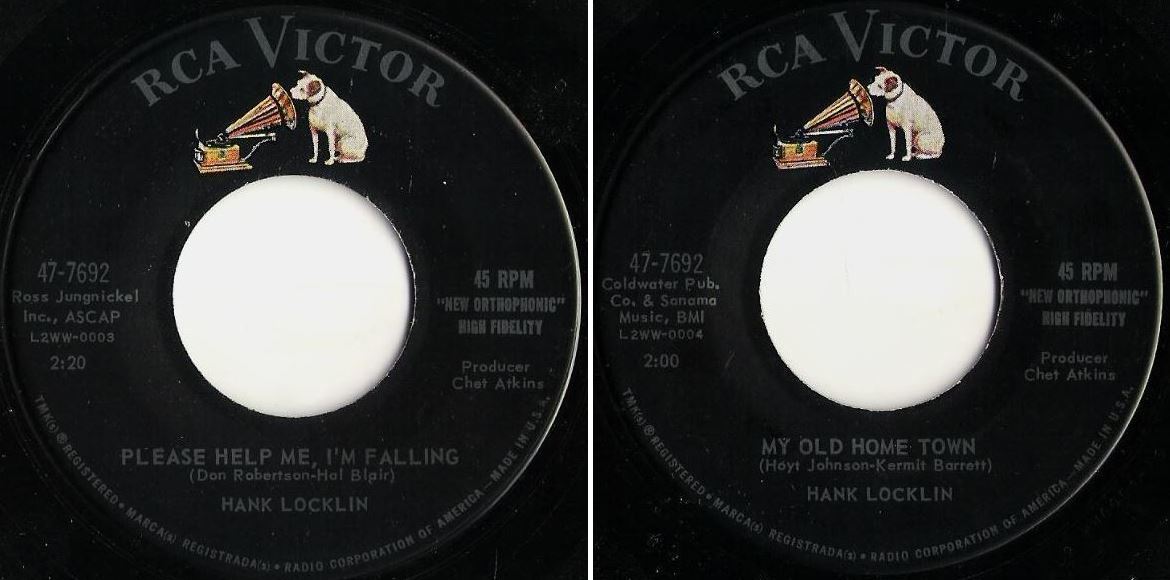 RCA VICTOR
47-7692
Ross Jungnickel
Inc., ASCAP
L2WW-0003
2:20
45 RPM
"NEW ORTHOPHONIC"
HIGH FIDELITY
Producer
Chet Atkins
PLEASE HELP ME, I'M FALLING
(Don Robertson-Hal Blair)
HANK LOCKLIN
TMK(s) ® REGISTERED • MARCA(s) REGISTRADA(s) • RADIO CORPORATION OF AMERICA — MADE IN U.S.A.
RCA VICTOR
47-7692
Coldwater Pub.
Co. & Sonama
Music, BMI
L2WW-0004
2:00
45 RPM
"NEW ORTHOPHONIC"
HIGH FIDELITY
Producer
Chet Atkins
MY OLD HOME TOWN
(Hoyt Johnson-Kermit Barrett)
HANK LOCKLIN
TMK(s) ® REGISTERED • MARCA(s) REGISTRADA(s) • RADIO CORPORATION OF AMERICA — MADE IN U.S.A.